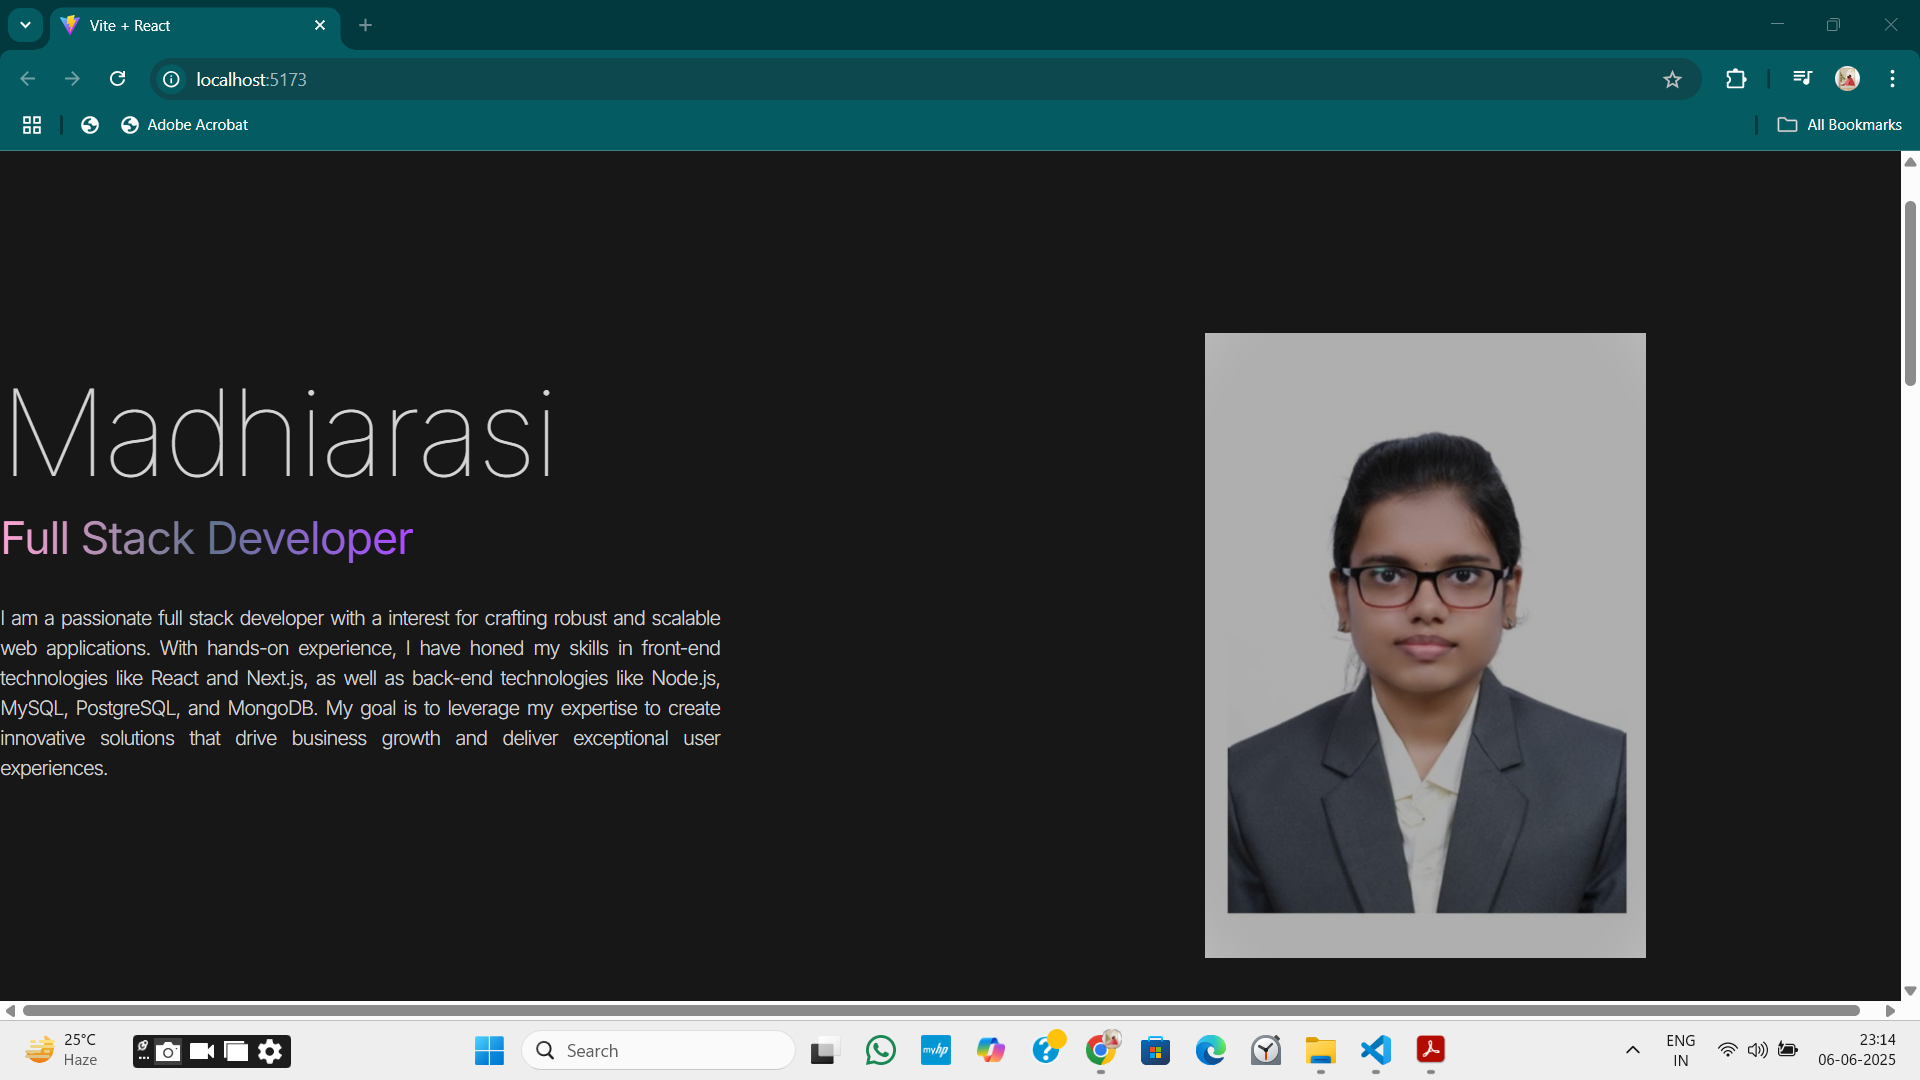 Vite + React
localhost:5173
Adobe Acrobat
All Bookmarks
Madhiarasi
Full Stack Developer
I am a passionate full stack developer with a interest for crafting robust and scalable
web applications. With hands-on experience, I have honed my skills in front-end
technologies like React and Next.js, as well as back-end technologies like Node.js,
MySQL, PostgreSQL, and MongoDB. My goal is to leverage my expertise to create
innovative solutions that drive business growth and deliver exceptional user
experiences.
25°C
Haze
Search
myhp
ENG
IN
23:14
06-06-2025